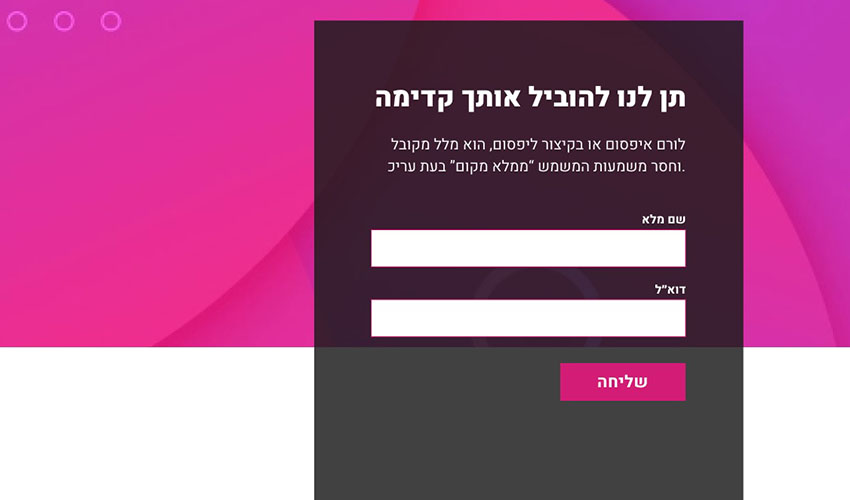 תן לנו להוביל אותך קדימה
לורם איפסום או בקיצור ליפסום, הוא מלל מקובל
וחסר משמעות המשמש “ממלא מקום” בעת עריכ.
שם מלא
דוא״ל
שליחה